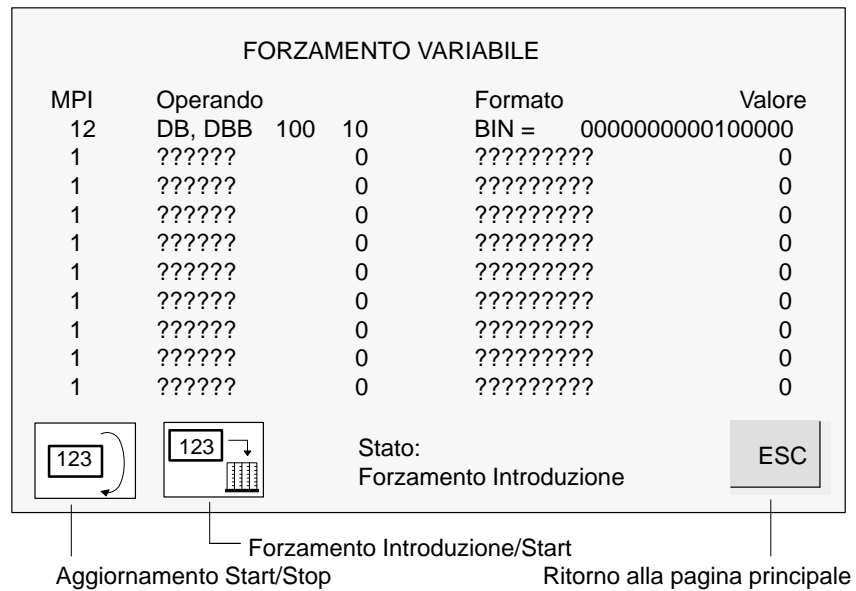 FORZAMENTO VARIABILE
MPI Operando Formato Valore
12 DB, DBB 100 10 BIN = 0000000000100000
1 ?????? 0 ????????? 0
1 ?????? 0 ????????? 0
1 ?????? 0 ????????? 0
1 ?????? 0 ????????? 0
1 ?????? 0 ????????? 0
1 ?????? 0 ????????? 0
1 ?????? 0 ????????? 0
1 ?????? 0 ????????? 0
1 ?????? 0 ????????? 0
123 123 Stato: ESC
Forzamento Introduzione
Forzamento Introduzione/Start
Aggiornamento Start/Stop Ritorno alla pagina principale